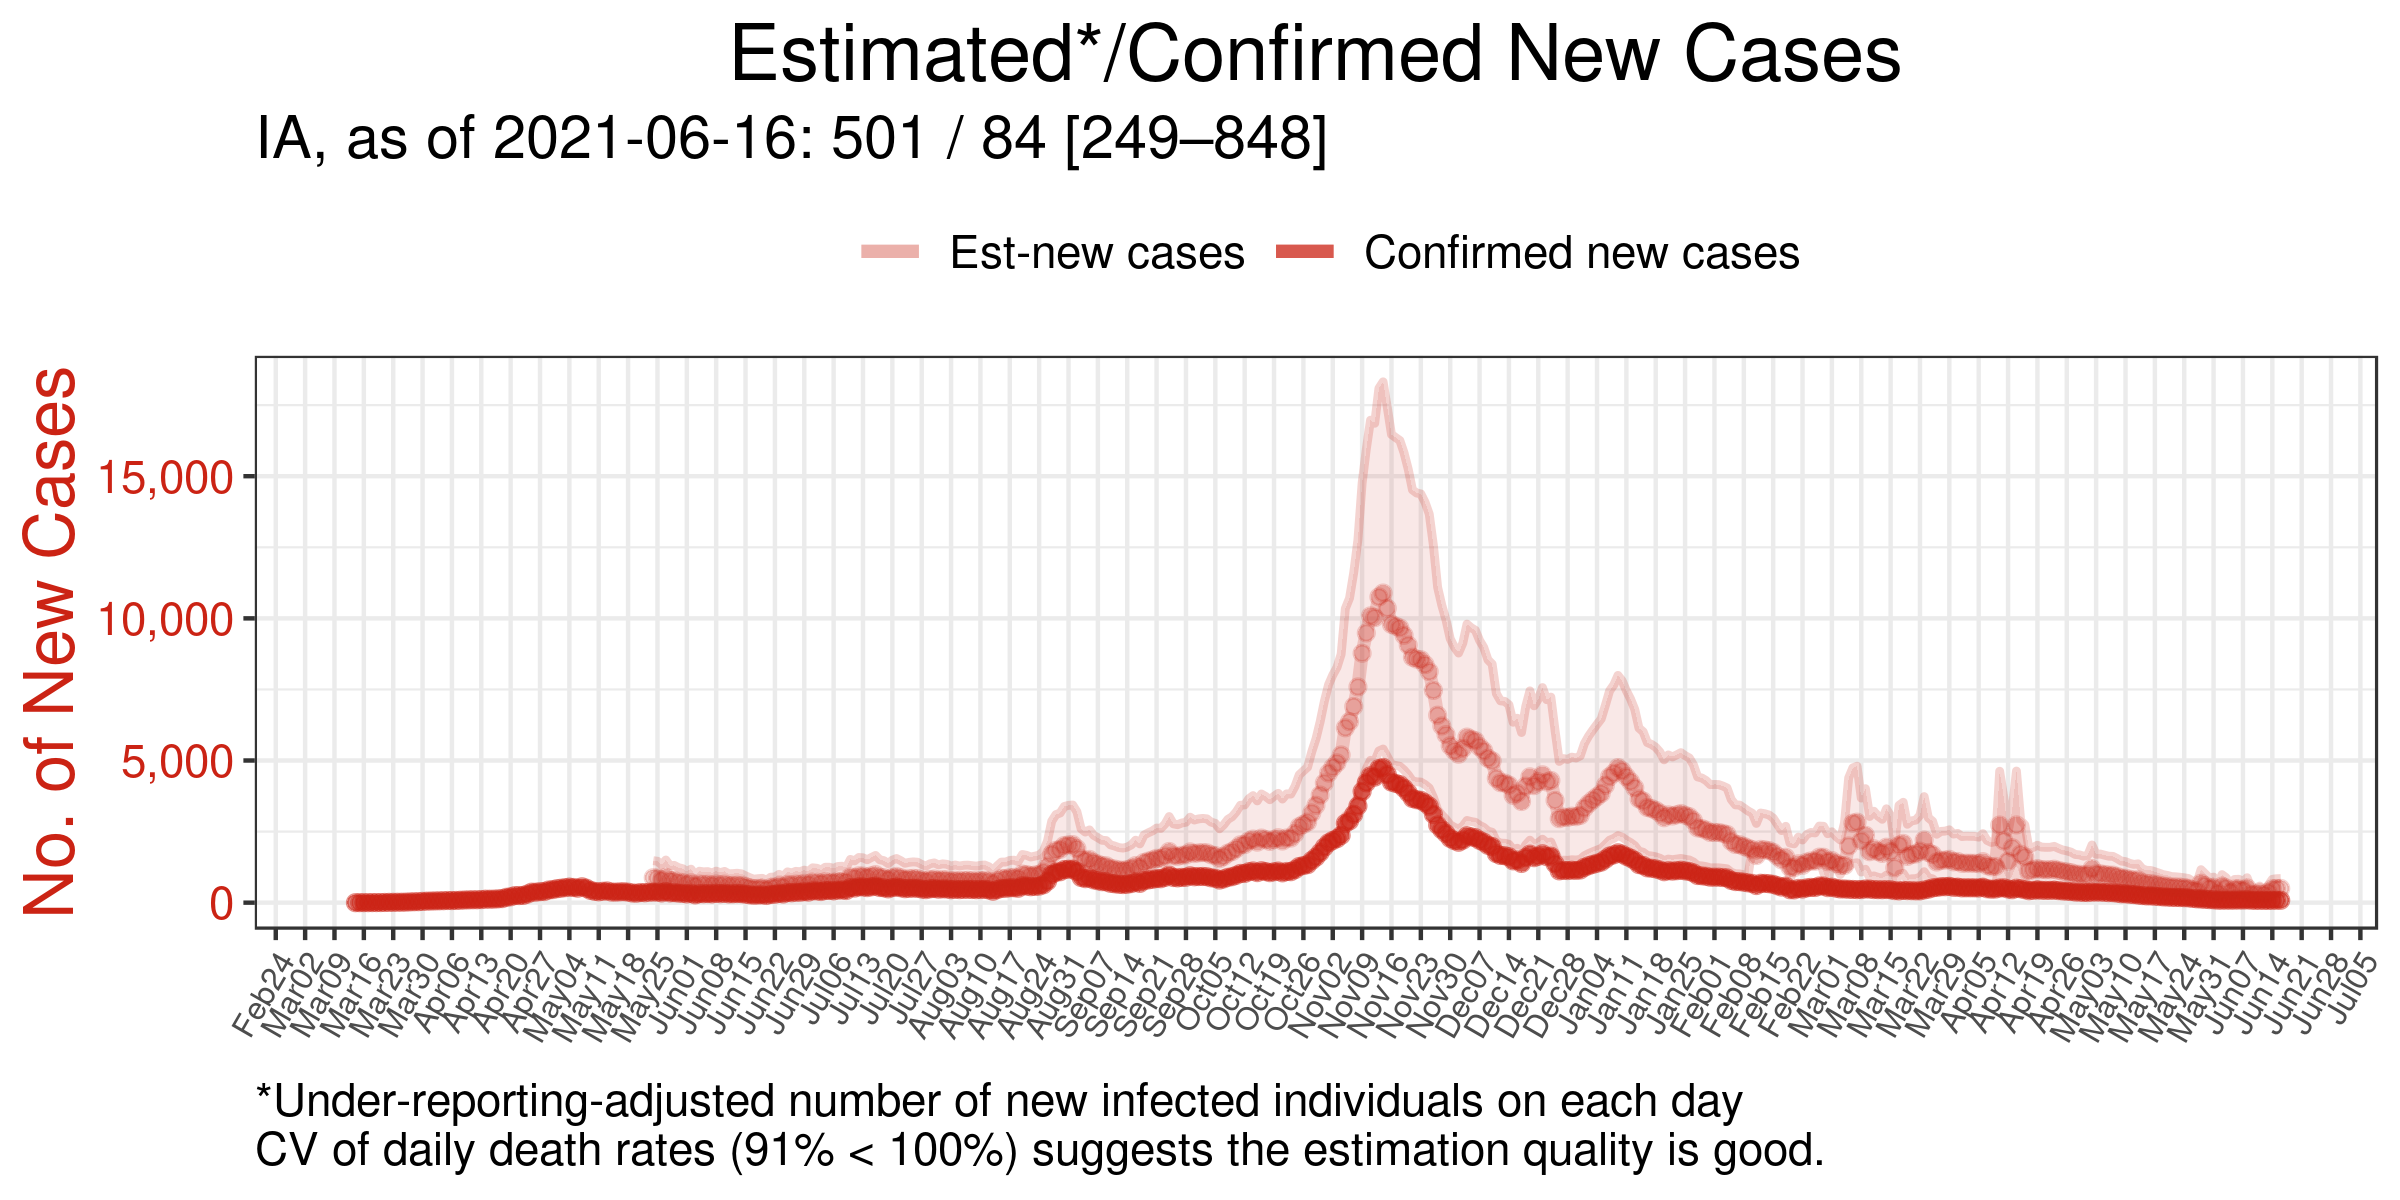 Estimated*/Confirmed New Cases
IA, as of 2021-06-16: 501 / 84 [249–848]
Est-new cases
Confirmed new cases
No. of New Cases
15,000
10,000
5,000
0
Feb24
Mar02
Mar09
Mar16
Mar23
Mar30
Apr06
Apr13
Apr20
Apr27
May04
May11
May18
May25
Jun01
Jun08
Jun15
Jun22
Jun29
Jul06
Jul13
Jul20
Jul27
Aug03
Aug10
Aug17
Aug24
Aug31
Sep07
Sep14
Sep21
Sep28
Oct05
Oct12
Oct19
Oct26
Nov02
Nov09
Nov16
Nov23
Nov30
Dec07
Dec14
Dec21
Dec28
Jan04
Jan11
Jan18
Jan25
Feb01
Feb08
Feb15
Feb22
Mar01
Mar08
Mar15
Mar22
Mar29
Apr05
Apr12
Apr19
Apr26
May03
May10
May17
May24
May31
Jun07
Jun14
Jun21
Jun28
Jul05
*Under-reporting-adjusted number of new infected individuals on each day
CV of daily death rates (91% < 100%) suggests the estimation quality is good.